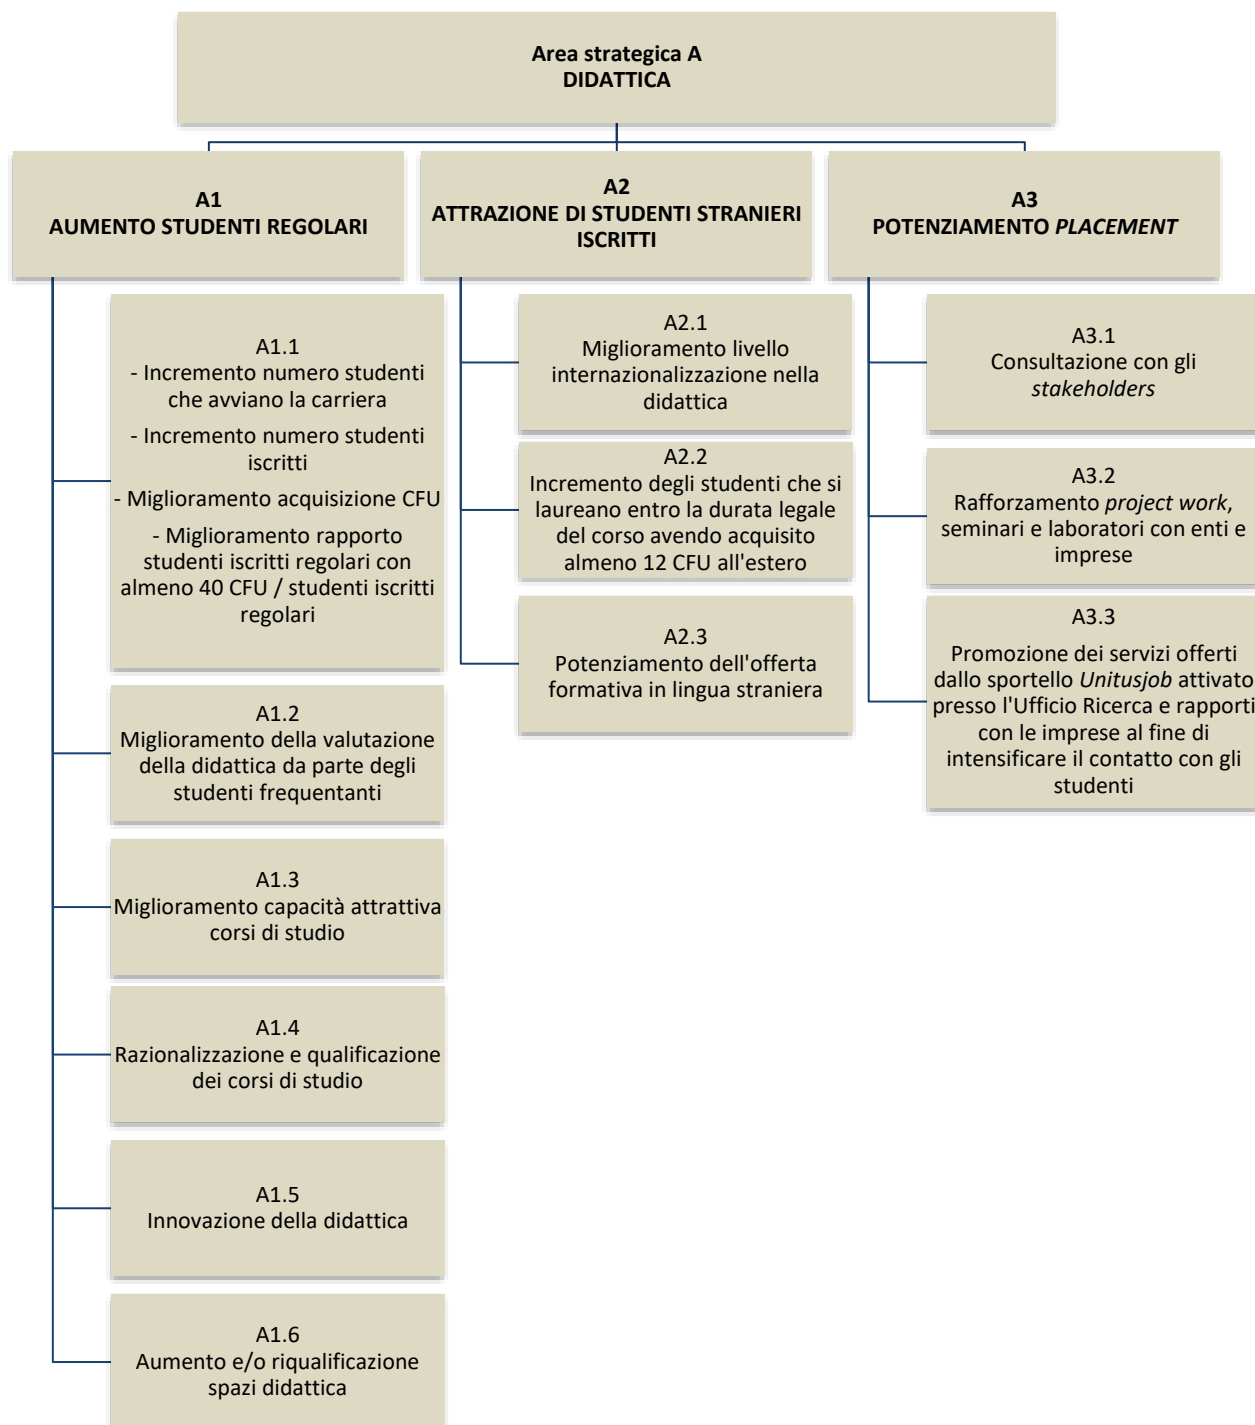 Area strategica A
DIDATTICA
A1
AUMENTO STUDENTI REGOLARI
A1.1
- Incremento numero studenti
che avviano la carriera
- Incremento numero studenti
iscritti
- Miglioramento acquisizione CFU
- Miglioramento rapporto
studenti iscritti regolari con
almeno 40 CFU / studenti iscritti
regolari
A1.2
Miglioramento della valutazione
della didattica da parte degli
studenti frequentanti
A1.3
Miglioramento capacità attrattiva
corsi di studio
A1.4
Razionalizzazione e qualificazione
dei corsi di studio
A1.5
Innovazione della didattica
A1.6
Aumento e/o riqualificazione
spazi didattica
A2
ATTRAZIONE DI STUDENTI STRANIERI
ISCRITTI
A2.1
Miglioramento livello
internazionalizzazione nella
didattica
A2.2
Incremento degli studenti che si
laureano entro la durata legale
del corso avendo acquisito
almeno 12 CFU all'estero
A2.3
Potenziamento dell'offerta
formativa in lingua straniera
A3
POTENZIAMENTO PLACEMENT
A3.1
Consultazione con gli
stakeholders
A3.2
Rafforzamento project work,
seminari e laboratori con enti e
imprese
A3.3
Promozione dei servizi offerti
dallo sportello Unitusjob attivato
presso l'Ufficio Ricerca e rapporti
con le imprese al fine di
intensificare il contatto con gli
studenti